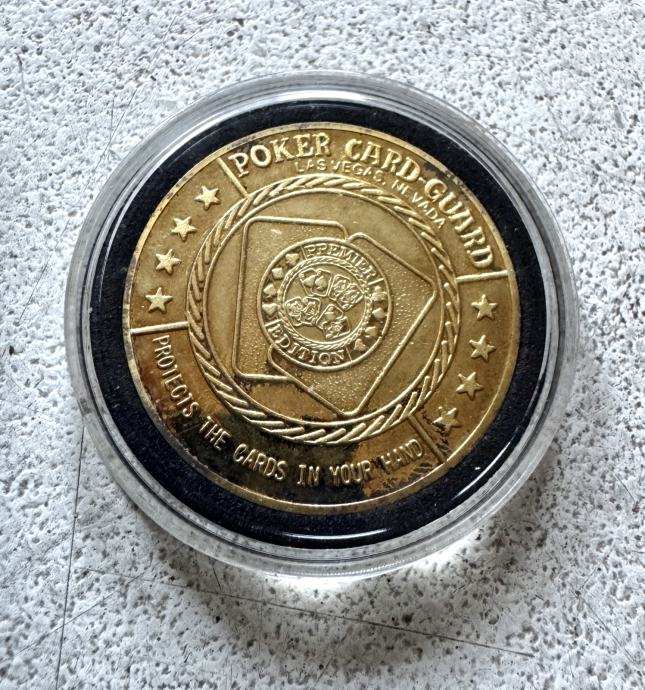 POKER CARD GUARD
LAS VEGAS, NEVADA
PREMIER
EDITION
PROTECTS THE CARDS IN YOUR HAND